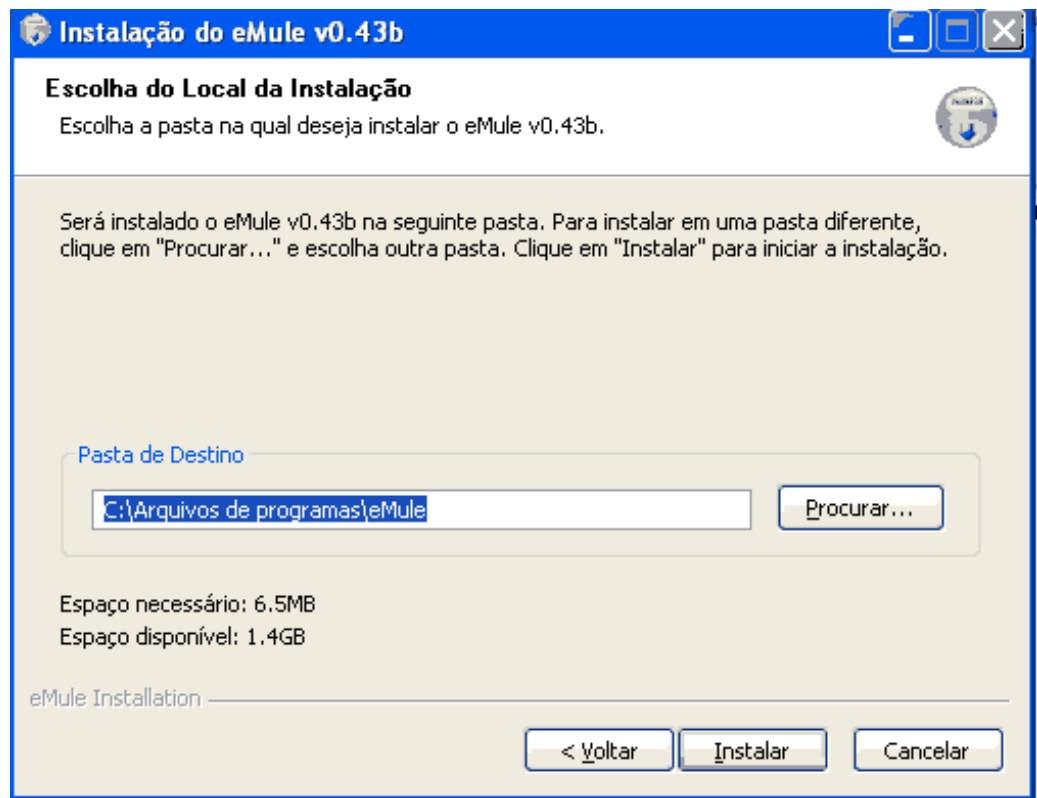 Instalação do eMule v0.43b
Escolha do Local da Instalação
Escolha a pasta na qual deseja instalar o eMule v0.43b.
Será instalado o eMule v0.43b na seguinte pasta. Para instalar em uma pasta diferente,
clique em "Procurar..." e escolha outra pasta. Clique em "Instalar" para iniciar a instalação.
Pasta de Destino
C:\Arquivos de programas\eMule
Procurar...
Espaço necessário: 6.5MB
Espaço disponível: 1.4GB
eMule Installation
< Voltar
Instalar
Cancelar